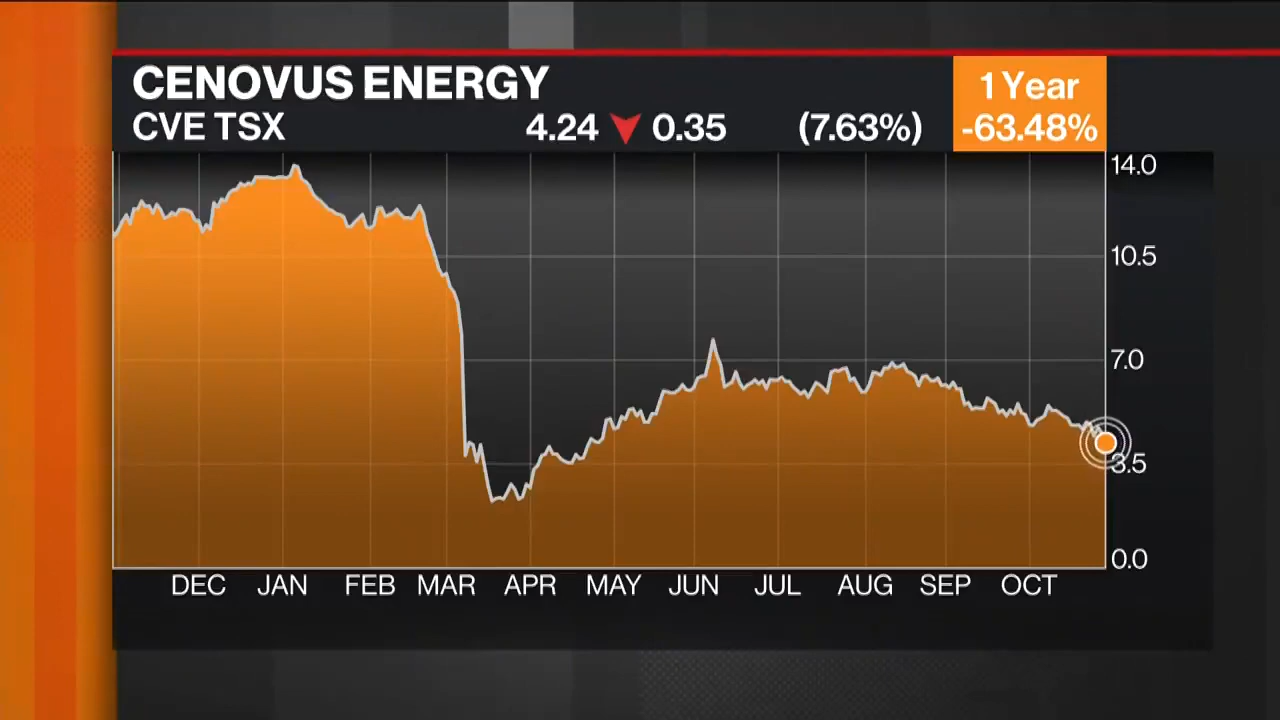 CENOVUS ENERGY
CVE TSX 4.24 0.35 (7.63%)
1 Year
-63.48%
14.0
10.5
7.0
3.5
0.0
DEC JAN FEB MAR APR MAY JUN JUL AUG SEP OCT